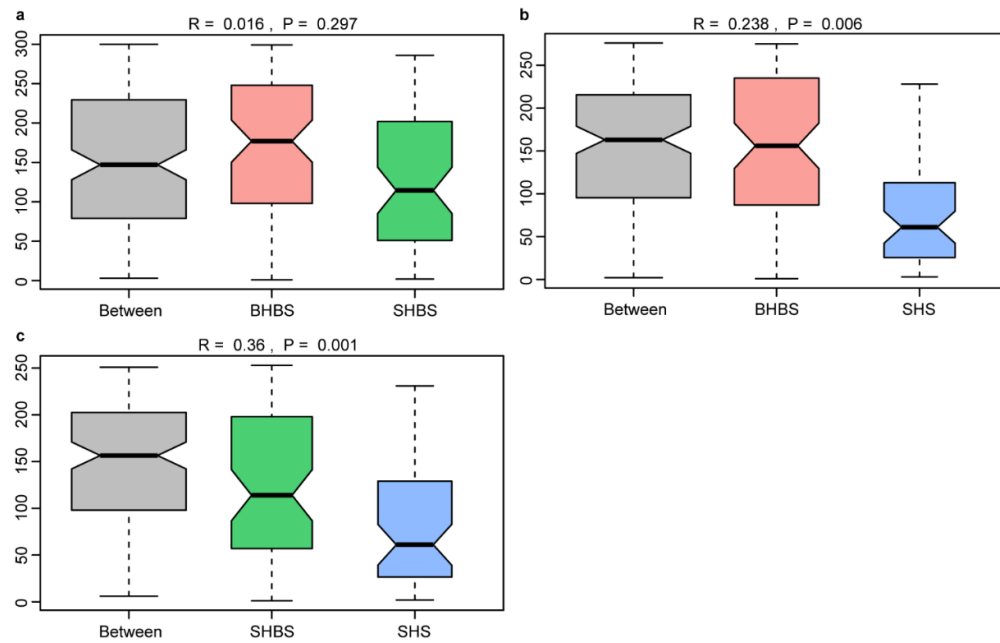 a
R = 0.016 , P = 0.297
300
250
200
150
100
50
0
Between BHBS SHBS
b
R = 0.238 , P = 0.006
250
200
150
100
50
0
Between BHBS SHS
c
R = 0.36 , P = 0.001
250
200
150
100
50
0
Between SHBS SHS